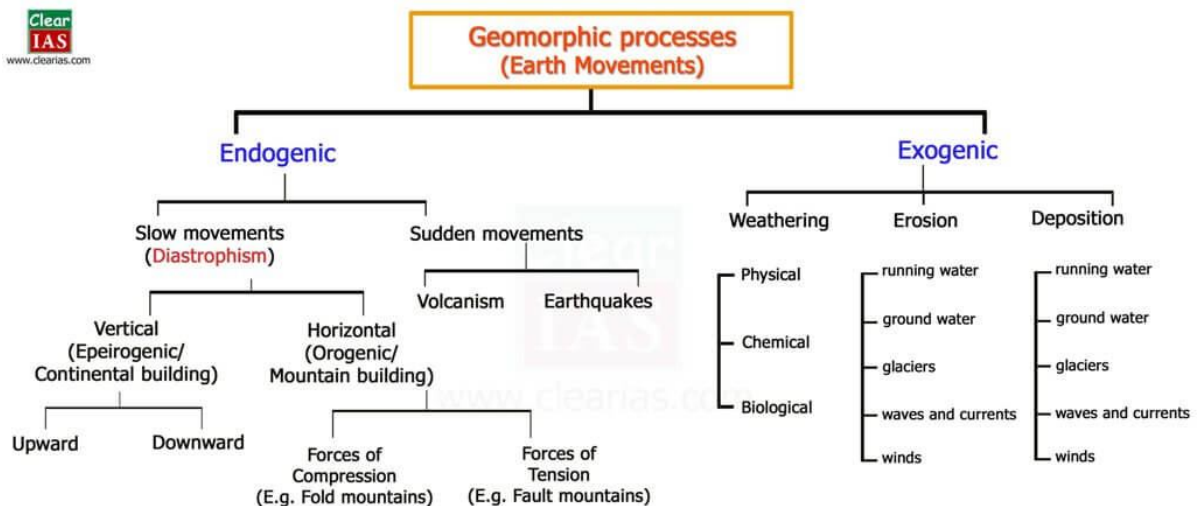 Clear
IAS
www.clearias.com
Geomorphic processes
(Earth Movements)
Endogenic
Exogenic
Slow movements
(Diastrophism)
Sudden movements
Weathering
Erosion
Deposition
Volcanism
Earthquakes
Vertical
(Epeirogenic/
Continental building)
Horizontal
(Orogenic/
Mountain building)
Upward
Downward
Forces of
Compression
(E.g. Fold mountains)
Forces of
Tension
(E.g. Fault mountains)
Physical
Chemical
Biological
running water
ground water
glaciers
waves and currents
winds
running water
ground water
glaciers
waves and currents
winds
Clear
IAS
www.clearias.com